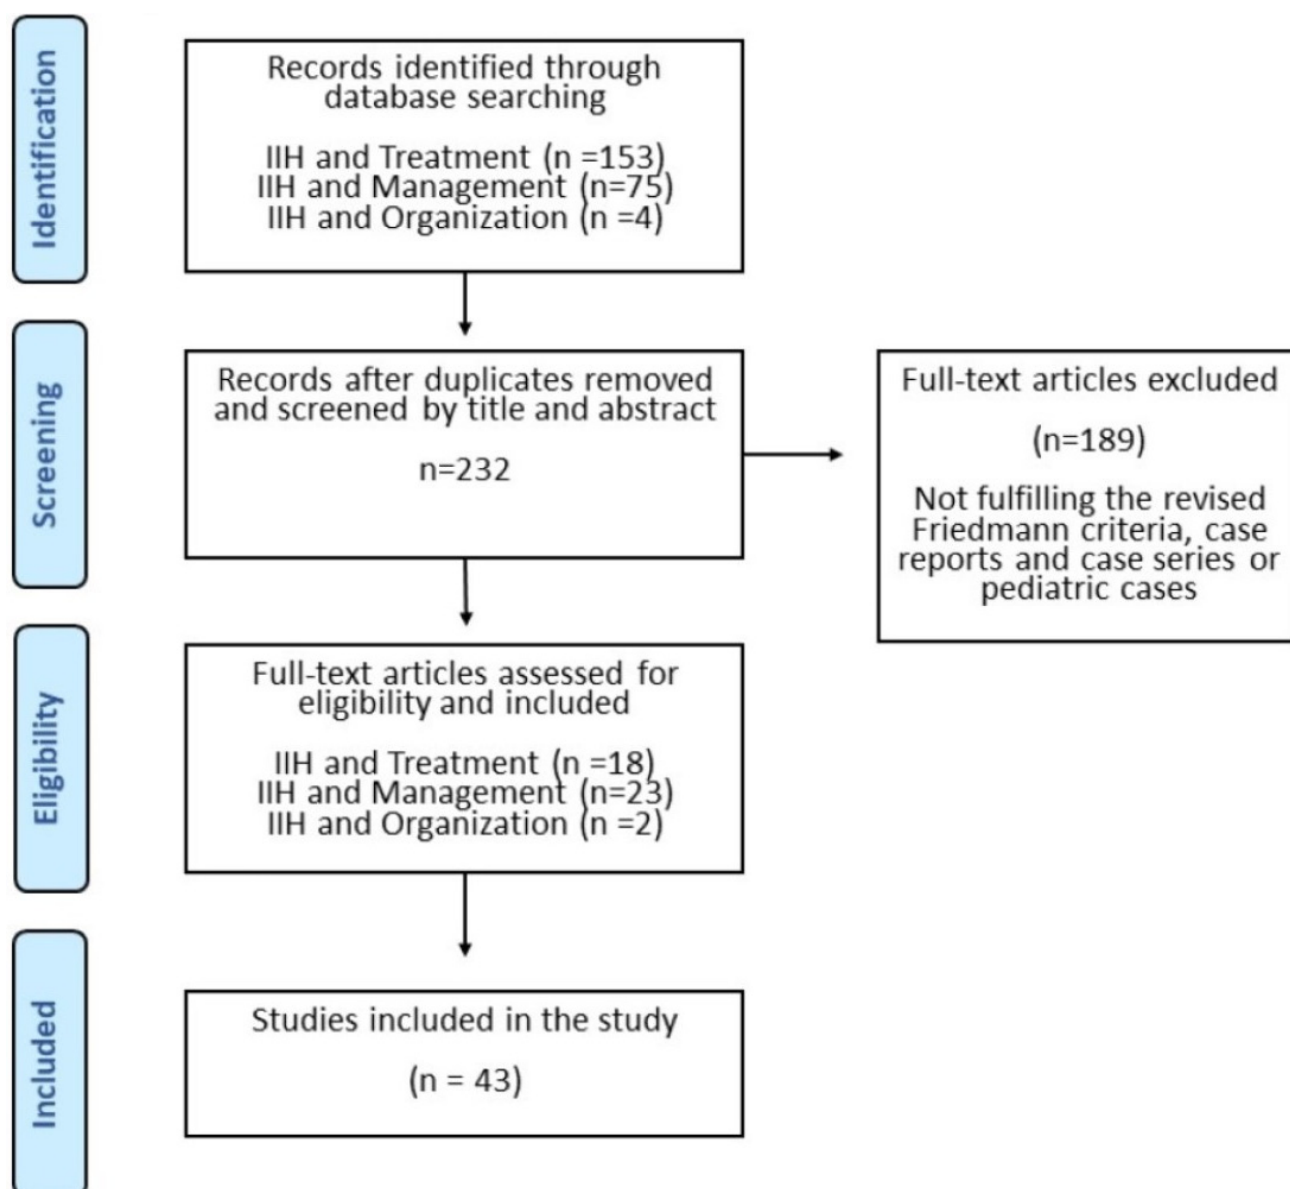 Identification
Records identified through
database searching
IIH and Treatment (n =153)
IIH and Management (n=75)
IIH and Organization (n =4)
Screening
Records after duplicates removed
and screened by title and abstract
n=232
Full-text articles excluded
(n=189)
Not fulfilling the revised
Friedmann criteria, case
reports and case series or
pediatric cases
Eligibility
Full-text articles assessed for
eligibility and included
IIH and Treatment (n =18)
IIH and Management (n=23)
IIH and Organization (n =2)
Included
Studies included in the study
(n = 43)